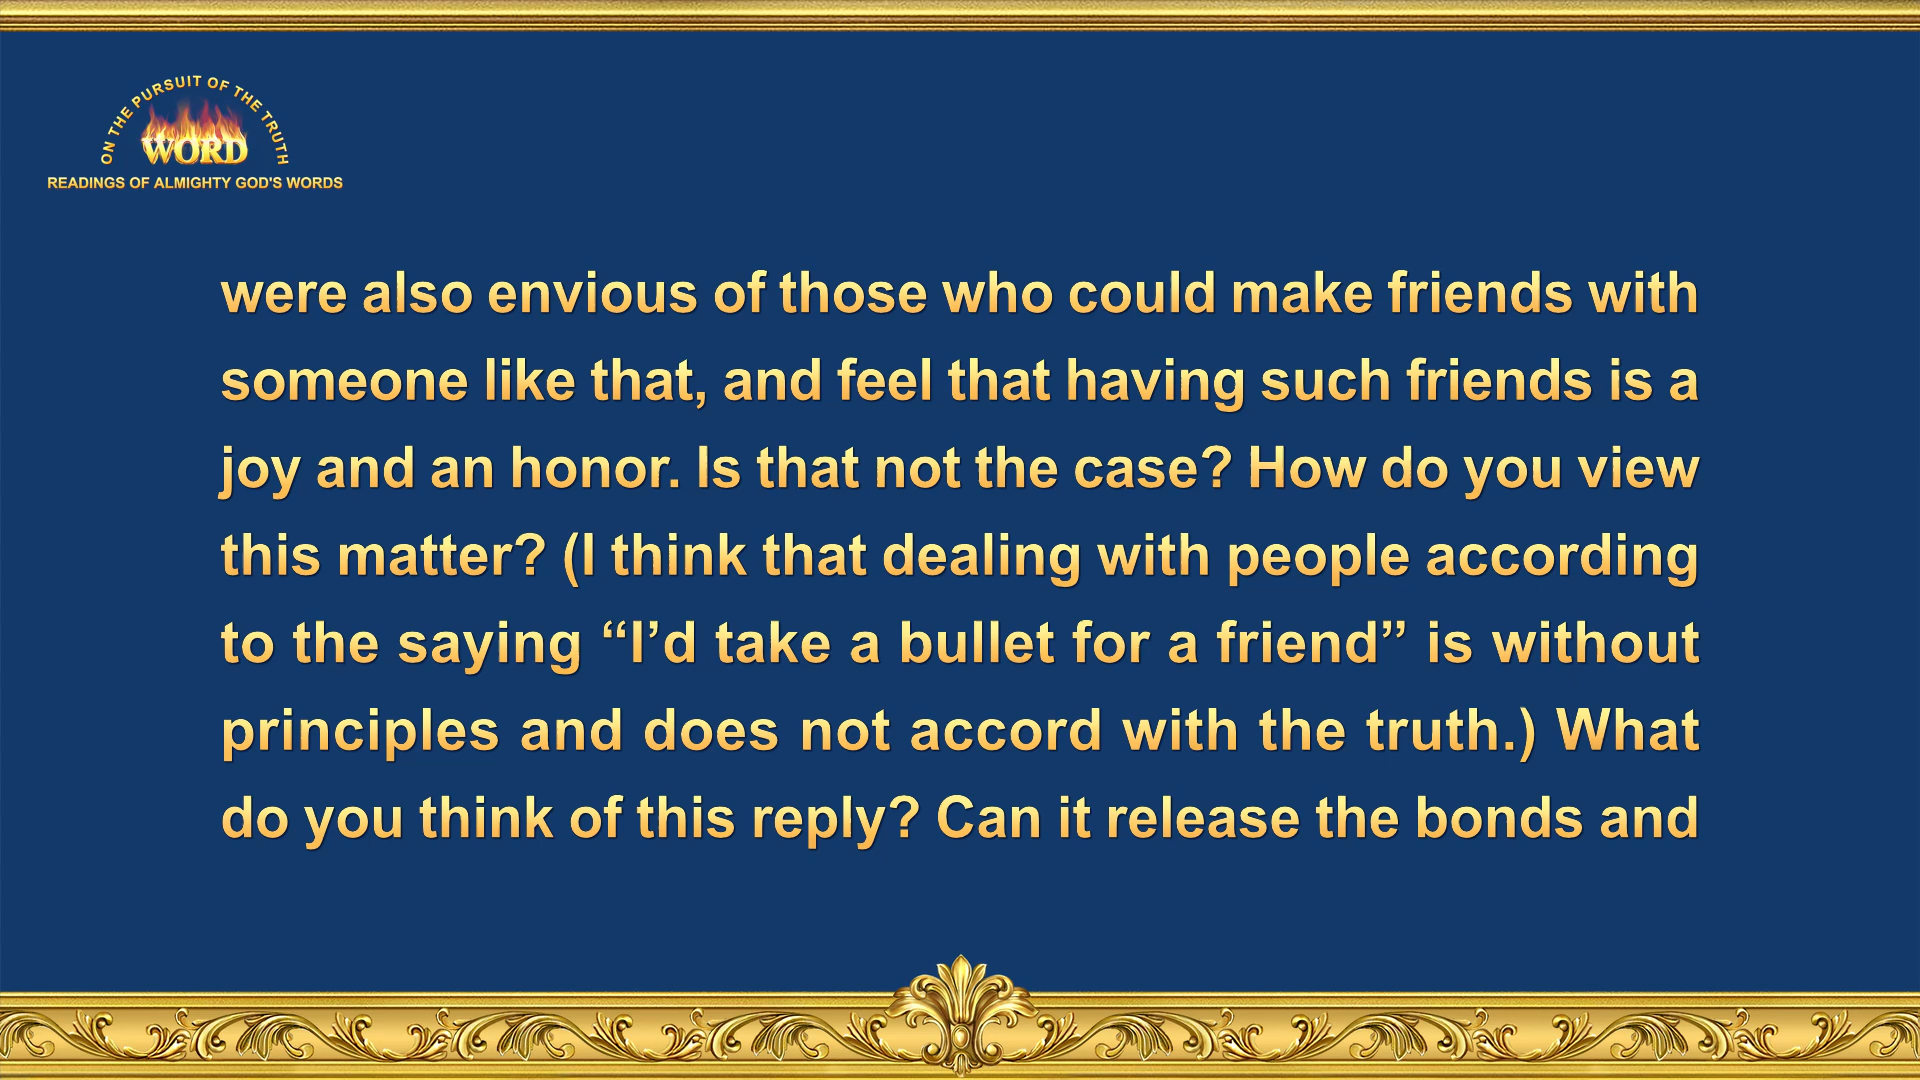 ON THE PURSUIT OF THE TRUTH
WORD
READINGS OF ALMIGHTY GOD'S WORDS
were also envious of those who could make friends with
someone like that, and feel that having such friends is a
joy and an honor. Is that not the case? How do you view
this matter? (I think that dealing with people according
to the saying “I’d take a bullet for a friend” is without
principles and does not accord with the truth.) What
do you think of this reply? Can it release the bonds and